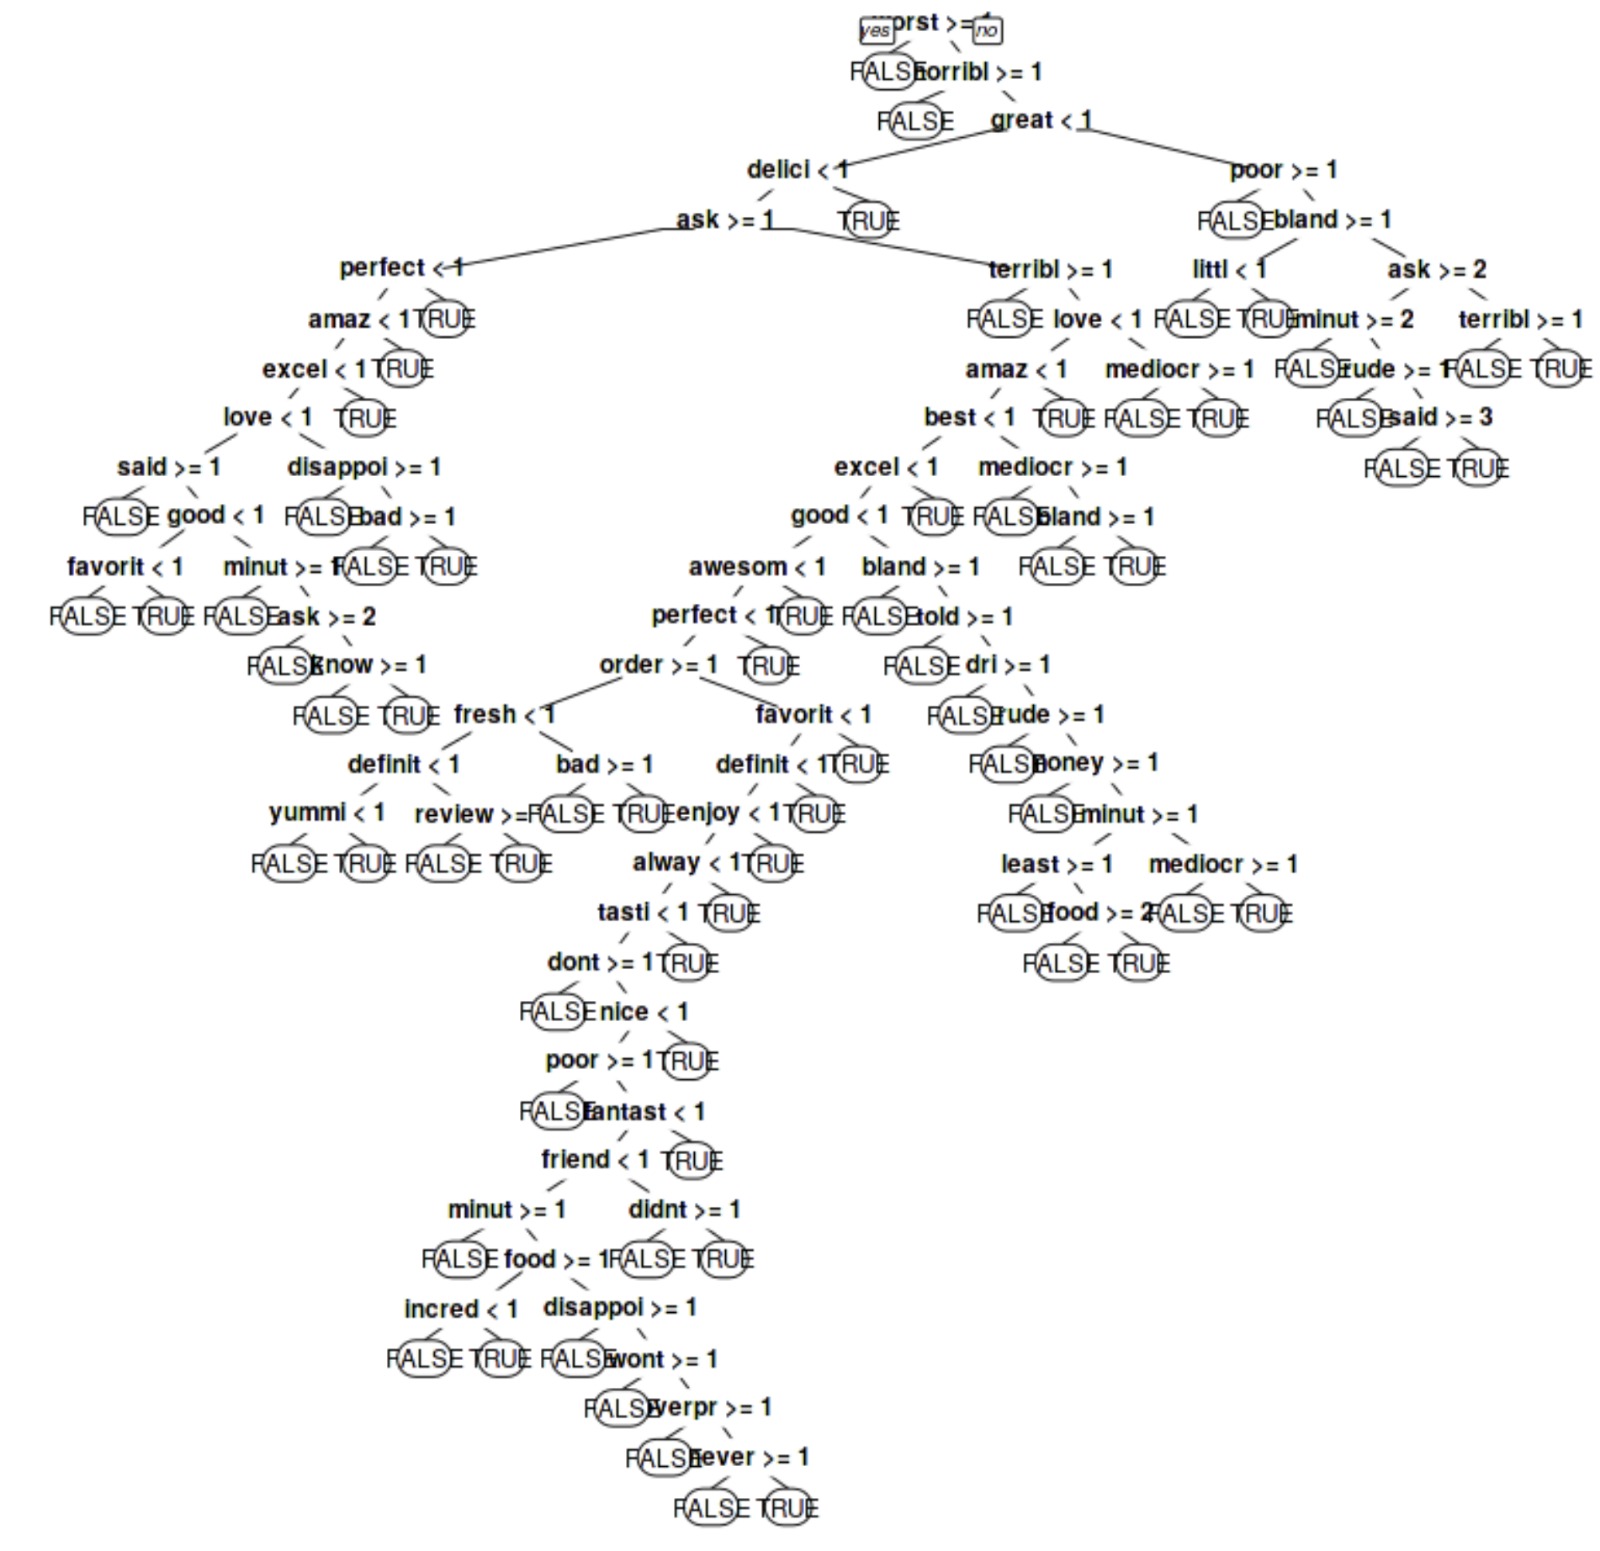 yes worst >= 1 no
FALSE horribl >= 1
FALSE great < 1
delici < 1 poor >= 1
ask >= 1 TRUE FALSE bland >= 1
perfect < 1 terribl >= 1 littl < 1 ask >= 2
amaz < 1 TRUE FALSE love < 1 FALSE TRUE minut >= 2 terribl >= 1
excel < 1 TRUE amaz < 1 mediocr >= 1 FALSE rude >= 1 FALSE TRUE
love < 1 TRUE best < 1 TRUE FALSE TRUE FALSE said >= 3
said >= 1 disappoi >= 1 excel < 1 mediocr >= 1 FALSE TRUE
FALSE good < 1 FALSE bad >= 1 good < 1 TRUE FALSE bland >= 1
favorit < 1 minut >= 1 FALSE TRUE awesom < 1 bland >= 1 FALSE TRUE
FALSE TRUE FALSE ask >= 2 perfect < 1 TRUE FALSE told >= 1
FALSE know >= 1 order >= 1 TRUE FALSE dri >= 1
FALSE TRUE fresh < 1 favorit < 1 FALSE rude >= 1
definit < 1 bad >= 1 definit < 1 TRUE FALSE money >= 1
yummi < 1 review >= FALSE TRUE enjoy < 1 TRUE FALSE minut >= 1
FALSE TRUE FALSE TRUE alway < 1 TRUE least >= 1 mediocr >= 1
tasti < 1 TRUE FALSE food >= 2 FALSE TRUE
dont >= 1 TRUE FALSE TRUE
FALSE nice < 1
poor >= 1 TRUE
FALSE fantast < 1
friend < 1 TRUE
minut >= 1 didnt >= 1
FALSE food >= 1 FALSE TRUE
incred < 1 disappoi >= 1
FALSE TRUE FALSE wont >= 1
FALSE overpr >= 1
FALSE never >= 1
FALSE TRUE